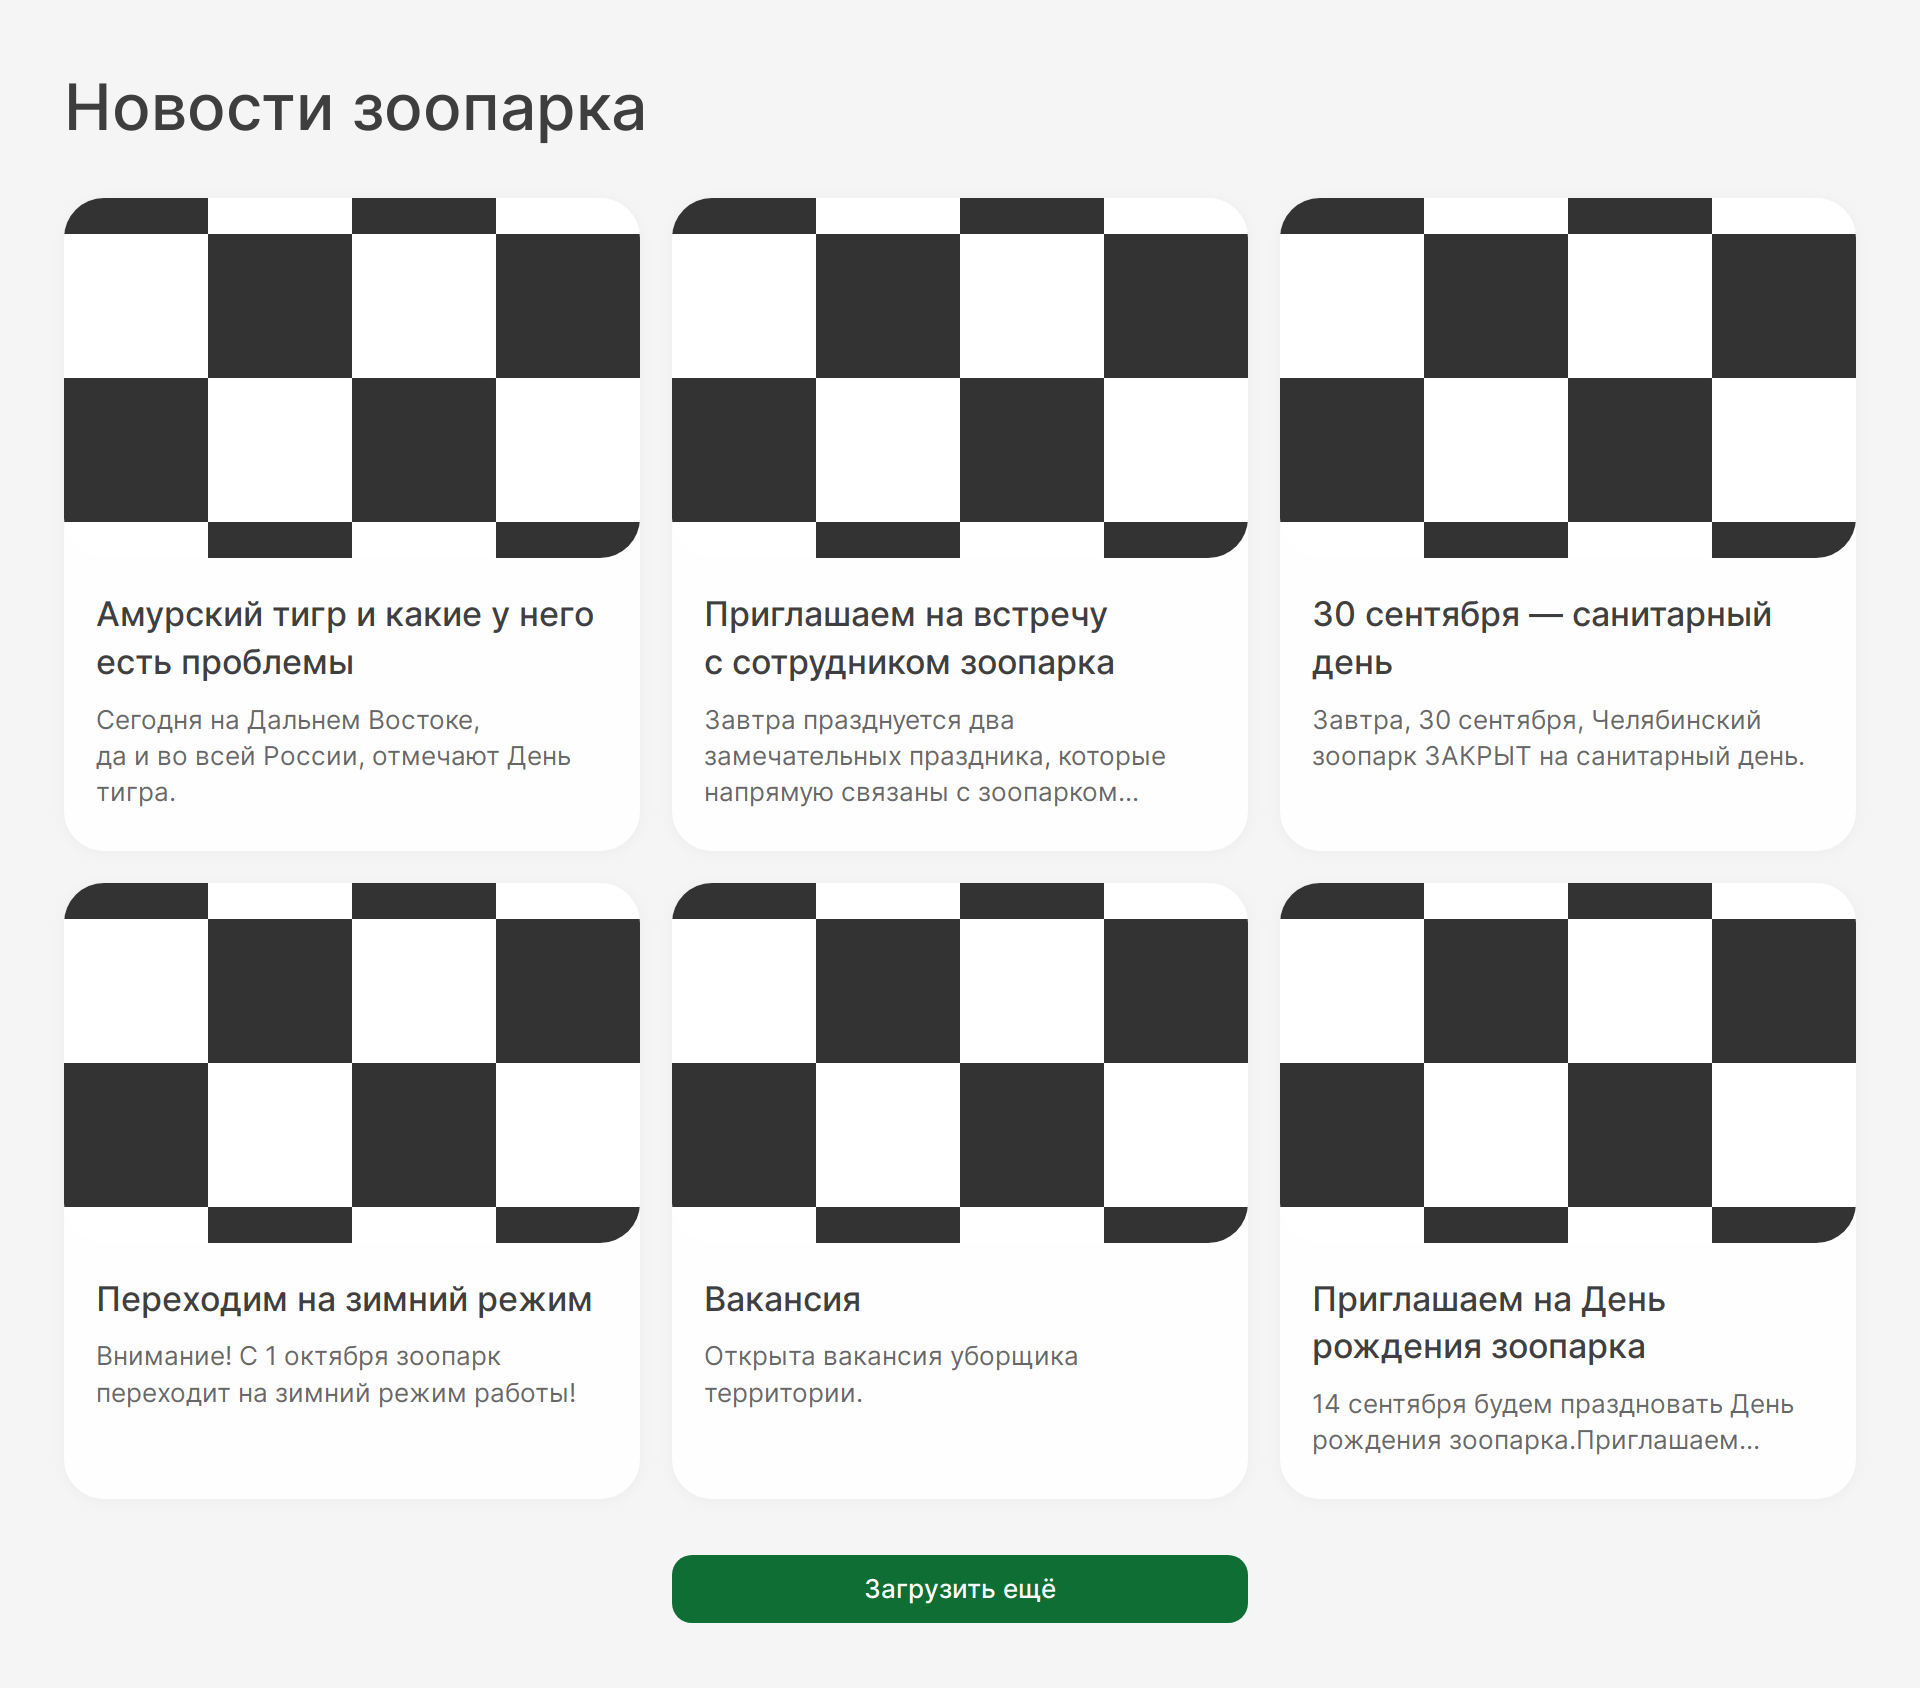 Новости зоопарка
Амурский тигр и какие у него
есть проблемы
Сегодня на Дальнем Востоке,
да и во всей России, отмечают День
тигра.
Приглашаем на встречу
с сотрудником зоопарка
Завтра празднуется два
замечательных праздника, которые
напрямую связаны с зоопарком...
30 сентября — санитарный
день
Завтра, 30 сентября, Челябинский
зоопарк ЗАКРЫТ на санитарный день.
Переходим на зимний режим
Внимание! С 1 октября зоопарк
переходит на зимний режим работы!
Вакансия
Открыта вакансия уборщика
территории.
Приглашаем на День
рождения зоопарка
14 сентября будем праздновать День
рождения зоопарка.Приглашаем...
Загрузить ещё